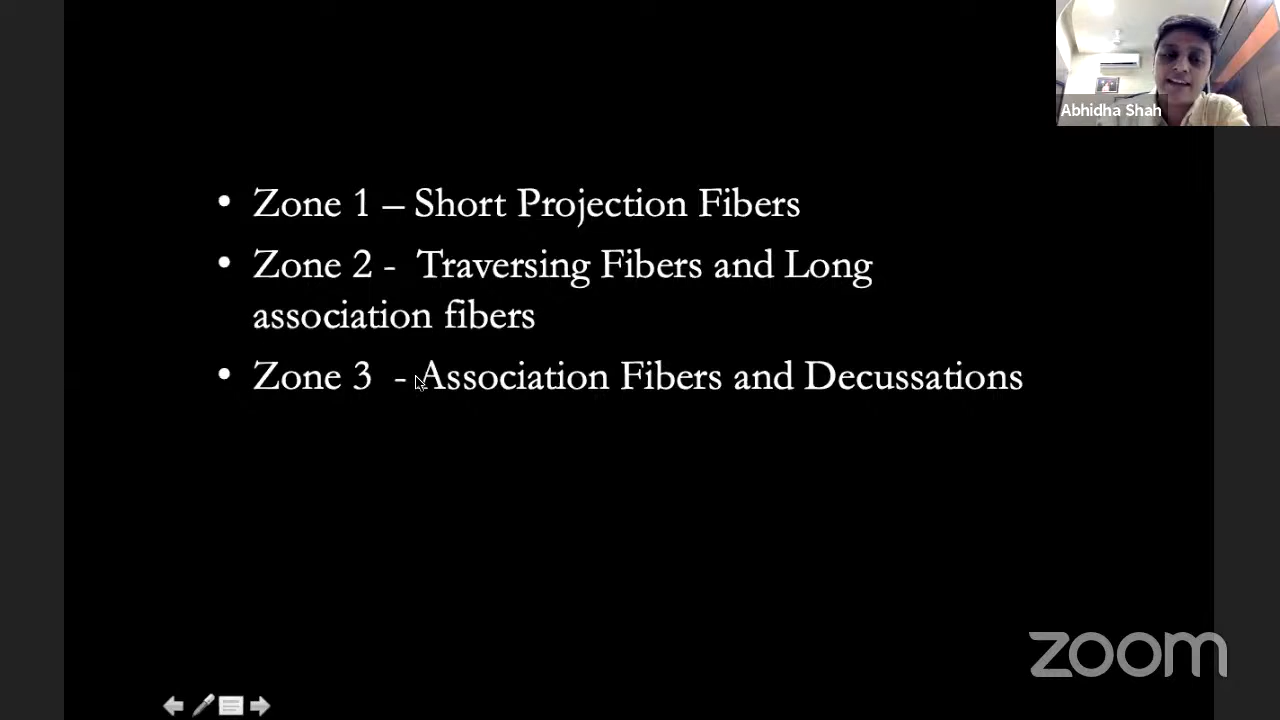 Abhidha Shah
• Zone 1 – Short Projection Fibers
• Zone 2 - Traversing Fibers and Long
association fibers
• Zone 3 - Association Fibers and Decussations
zoom